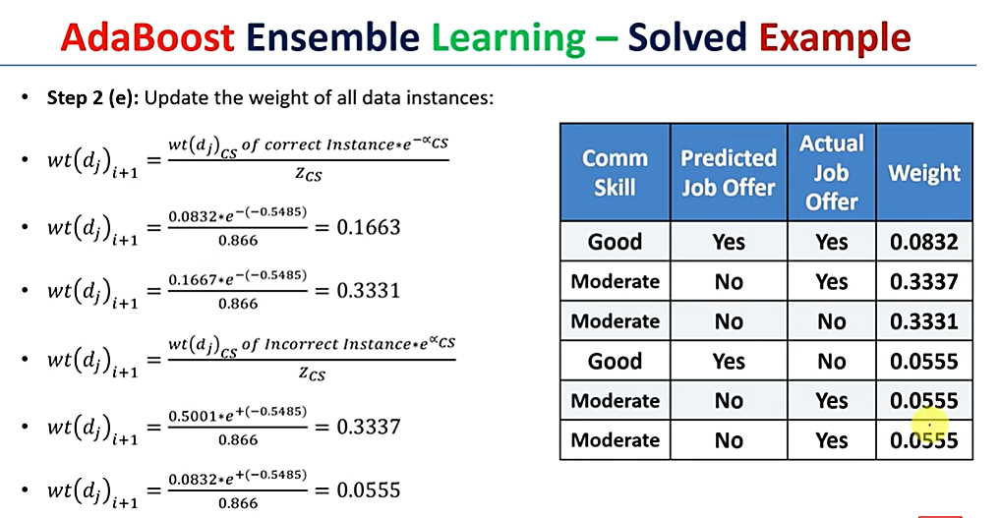 AdaBoost Ensemble Learning – Solved Example
• Step 2 (e): Update the weight of all data instances:
• wt(d_j)_{i+1} = \frac{wt(d_j)_{CS} of correct Instance*e^{-∝CS}}{Z_{CS}}
• wt(d_j)_{i+1} = \frac{0.0832*e^{-(-0.5485)}}{0.866} = 0.1663
• wt(d_j)_{i+1} = \frac{0.1667*e^{-(-0.5485)}}{0.866} = 0.3331
• wt(d_j)_{i+1} = \frac{wt(d_j)_{CS} of Incorrect Instance*e^{∝CS}}{Z_{CS}}
• wt(d_j)_{i+1} = \frac{0.5001*e^{+(-0.5485)}}{0.866} = 0.3337
• wt(d_j)_{i+1} = \frac{0.0832*e^{+(-0.5485)}}{0.866} = 0.0555
Comm Skill Predicted Job Offer Actual Job Offer Weight
Good Yes Yes 0.0832
Moderate No Yes 0.3337
Moderate No No 0.3331
Good Yes No 0.0555
Moderate No Yes 0.0555
Moderate No Yes 0.0555